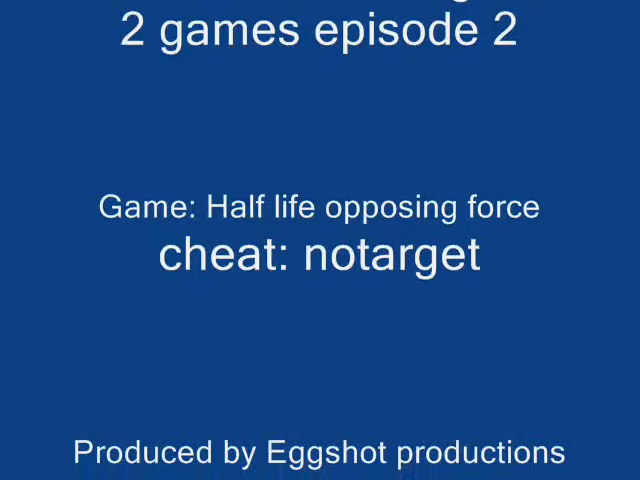 2 games episode 2
Game: Half life opposing force
cheat: notarget
Produced by Eggshot productions